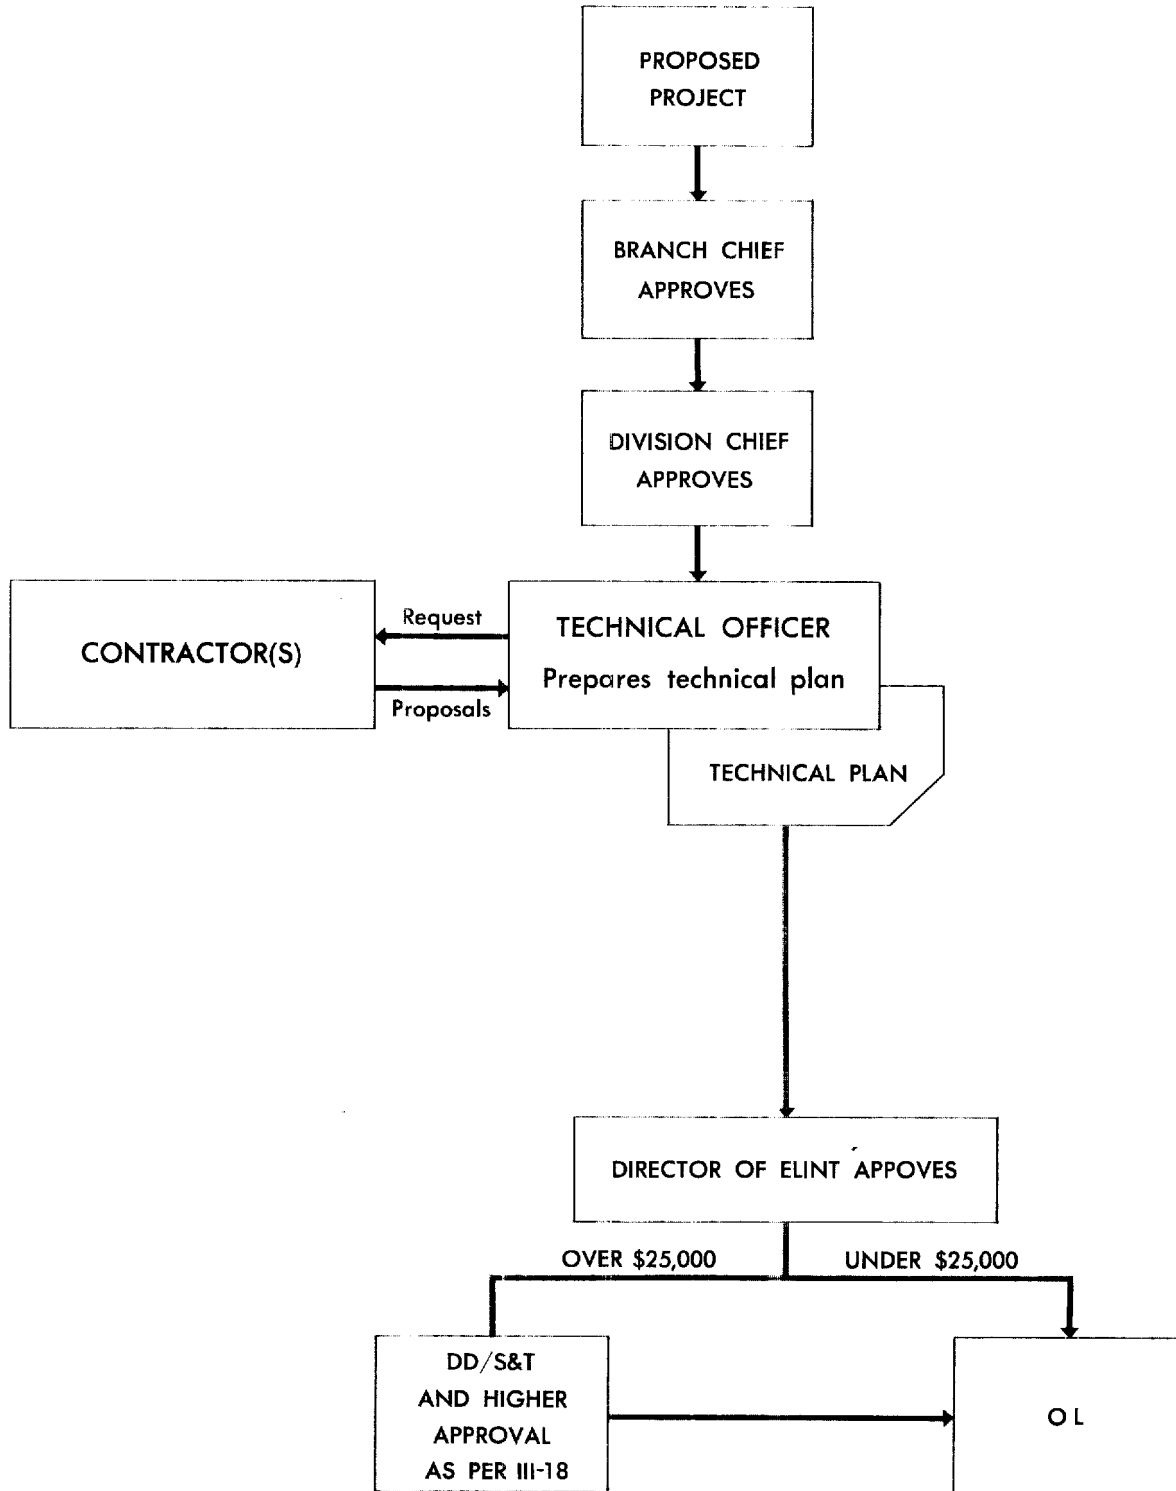 PROPOSED
PROJECT
BRANCH CHIEF
APPROVES
DIVISION CHIEF
APPROVES
CONTRACTOR(S)
Request
Proposals
TECHNICAL OFFICER
Prepares technical plan
TECHNICAL PLAN
DIRECTOR OF ELINT APPOVES
OVER $25,000
UNDER $25,000
DD/S&T
AND HIGHER
APPROVAL
AS PER III-18
OL